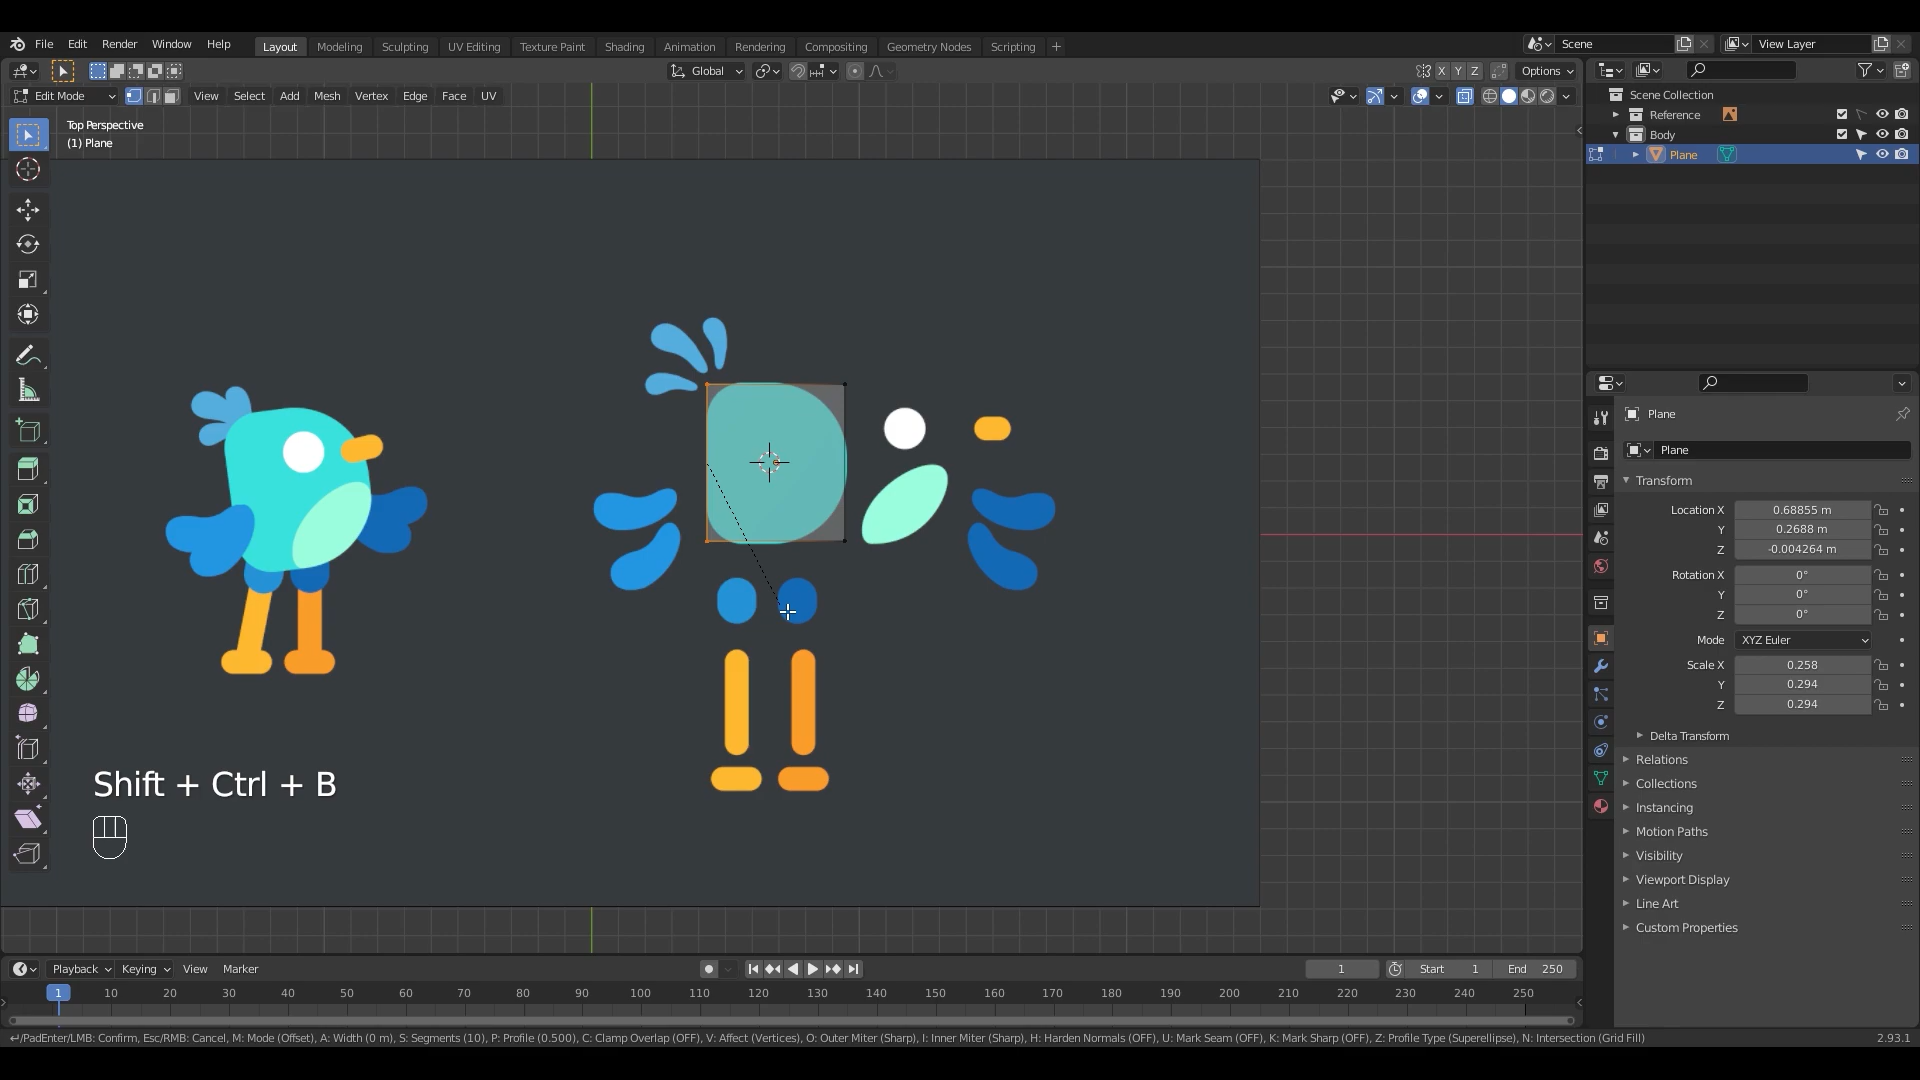 File Edit Render Window Help Layout Modeling Sculpting UV Editing Texture Paint Shading Animation Rendering Compositing Geometry Nodes Scripting + Scene View Layer
Global X Y Z Options
Edit Mode View Select Add Mesh Vertex Edge Face UV
Top Perspective
(1) Plane
Scene Collection
Reference
Body
Plane
Plane
Plane
Transform
Location X 0.68855 m
Y 0.2688 m
Z -0.004264 m
Rotation X 0°
Y 0°
Z 0°
Mode XYZ Euler
Scale X 0.258
Y 0.294
Z 0.294
Delta Transform
Relations
Collections
Instancing
Motion Paths
Visibility
Viewport Display
Line Art
Custom Properties
Shift + Ctrl + B
Playback Keying View Marker 1 Start 1 End 250
1 10 20 30 40 50 60 70 80 90 100 110 120 130 140 150 160 170 180 190 200 210 220 230 240 250
↵/PadEnter/LMB: Confirm, Esc/RMB: Cancel, M: Mode (Offset), A: Width (0 m), S: Segments (10), P: Profile (0.500), C: Clamp Overlap (OFF), V: Affect (Vertices), O: Outer Miter (Sharp), I: Inner Miter (Sharp), H: Harden Normals (OFF), U: Mark Seam (OFF), K: Mark Sharp (OFF), Z: Profile Type (Superellipse), N: Intersection (Grid Fill) 2.93.1